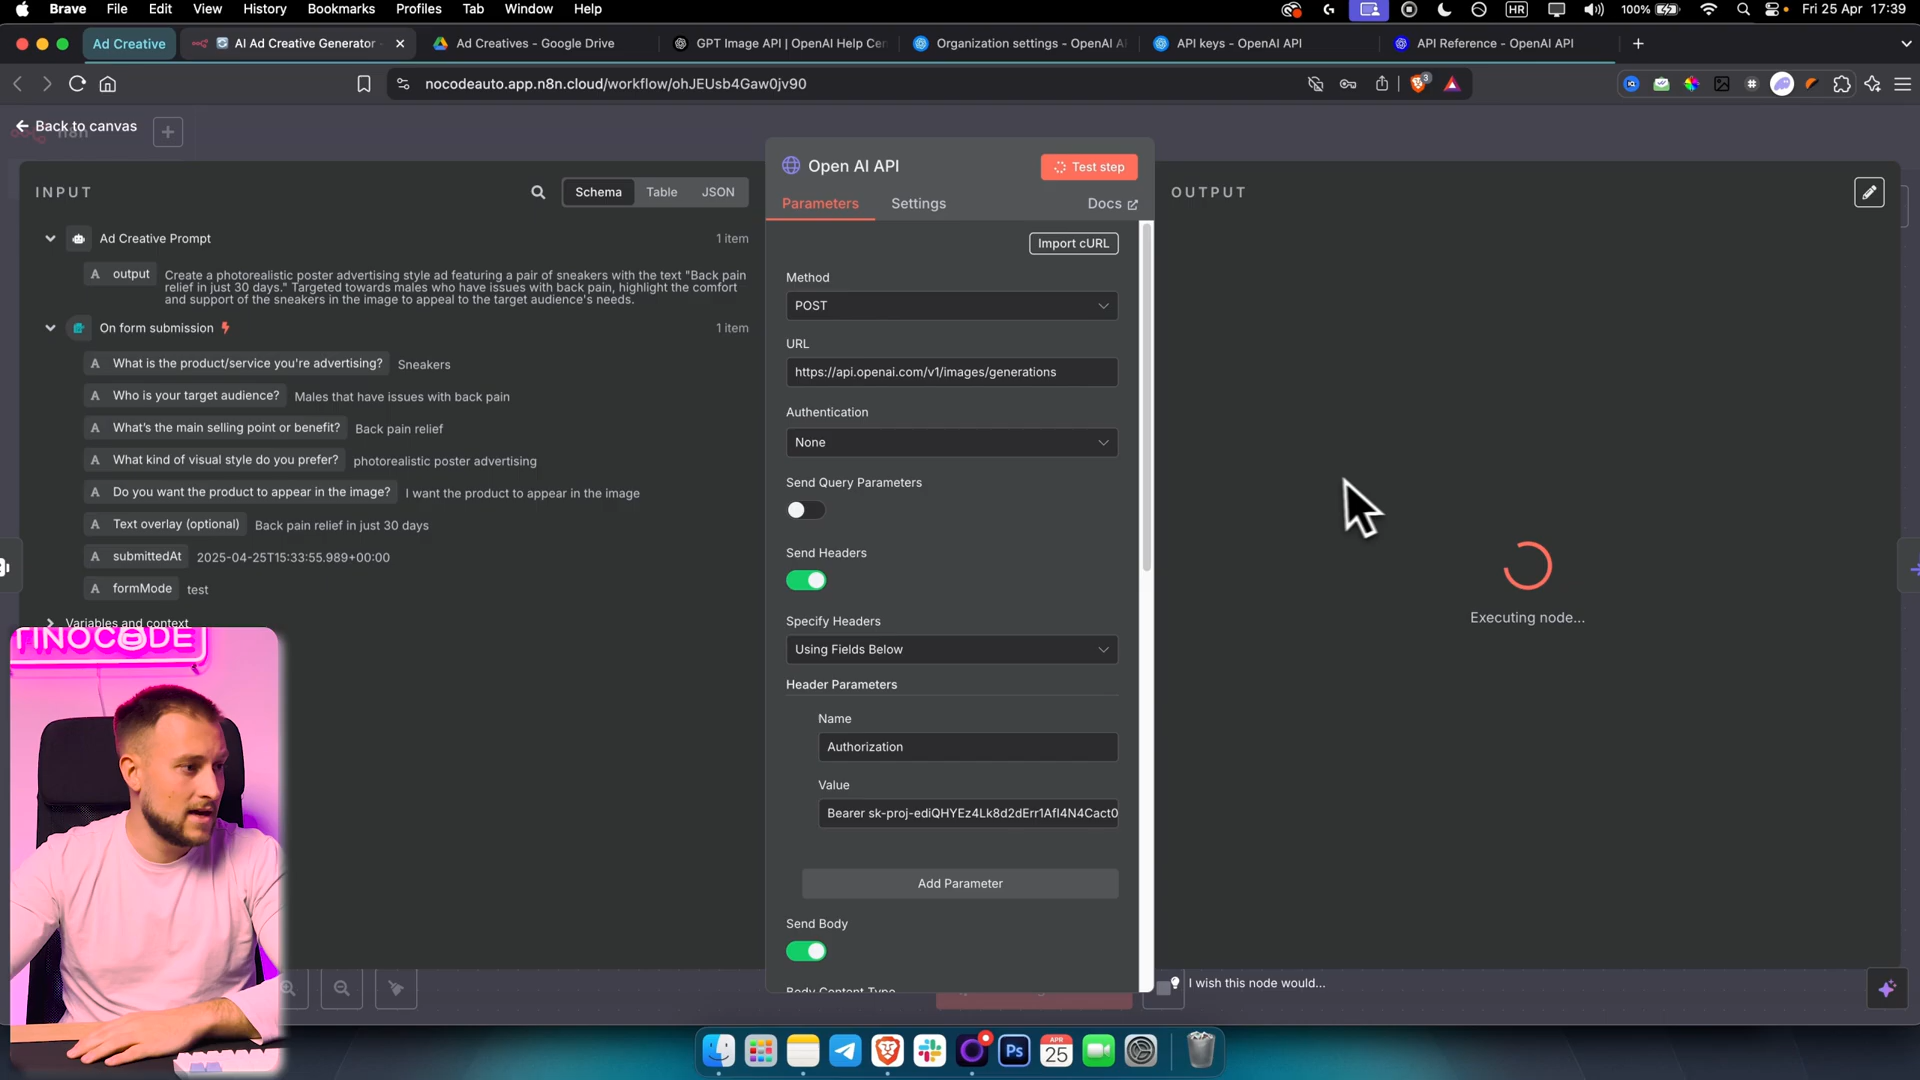 Brave File Edit View History Bookmarks Profiles Tab Window Help HR 100% Fri 25 Apr 17:39
Ad Creative AI Ad Creative Generator - Ad Creatives - Google Drive GPT Image API | OpenAI Help Cen Organization settings - OpenAI A API keys - OpenAI API API Reference - OpenAI API
nocodeauto.app.n8n.cloud/workflow/ohJEUsb4Gaw0jv90 3
Back to canvas
n8n
INPUT
Schema Table JSON
Ad Creative Prompt 1 item
A output Create a photorealistic poster advertising style ad featuring a pair of sneakers with the text "Back pain
relief in just 30 days." Targeted towards males who have issues with back pain, highlight the comfort
and support of the sneakers in the image to appeal to the target audience's needs.
On form submission 1 item
A What is the product/service you're advertising? Sneakers
A Who is your target audience? Males that have issues with back pain
A What's the main selling point or benefit? Back pain relief
A What kind of visual style do you prefer? photorealistic poster advertising
A Do you want the product to appear in the image? I want the product to appear in the image
A Text overlay (optional) Back pain relief in just 30 days
A submittedAt 2025-04-25T15:33:55.989+00:00
A formMode test
Variables and context
TINOCODE
Open AI API
Test step
Parameters Settings Docs
Import cURL
Method
POST
URL
https://api.openai.com/v1/images/generations
Authentication
None
Send Query Parameters
Send Headers
Specify Headers
Using Fields Below
Header Parameters
Name
Authorization
Value
Bearer sk-proj-ediQHYEz4Lk8d2dErr1AfI4N4Cact0
Add Parameter
Send Body
Body Content Type
OUTPUT
Executing node...
I wish this node would...
Ps
APR
25